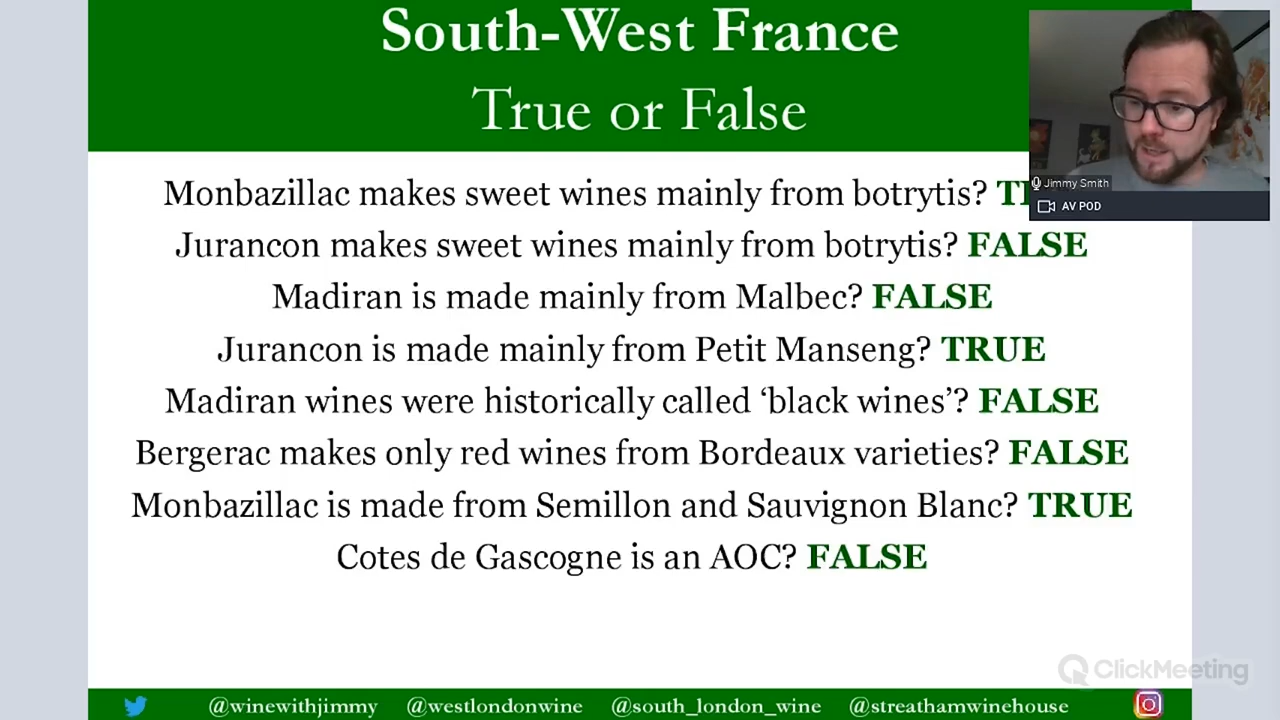 South-West France
True or False
Monbazillac makes sweet wines mainly from botrytis?
Jurancon makes sweet wines mainly from botrytis? FALSE
Madiran is made mainly from Malbec? FALSE
Jurancon is made mainly from Petit Manseng? TRUE
Madiran wines were historically called ‘black wines’? FALSE
Bergerac makes only red wines from Bordeaux varieties? FALSE
Monbazillac is made from Semillon and Sauvignon Blanc? TRUE
Cotes de Gascogne is an AOC? FALSE
Jimmy Smith
AV POD
ClickMeeting
@winewithjimmy @westlondonwine @south_london_wine @streathamwinehouse